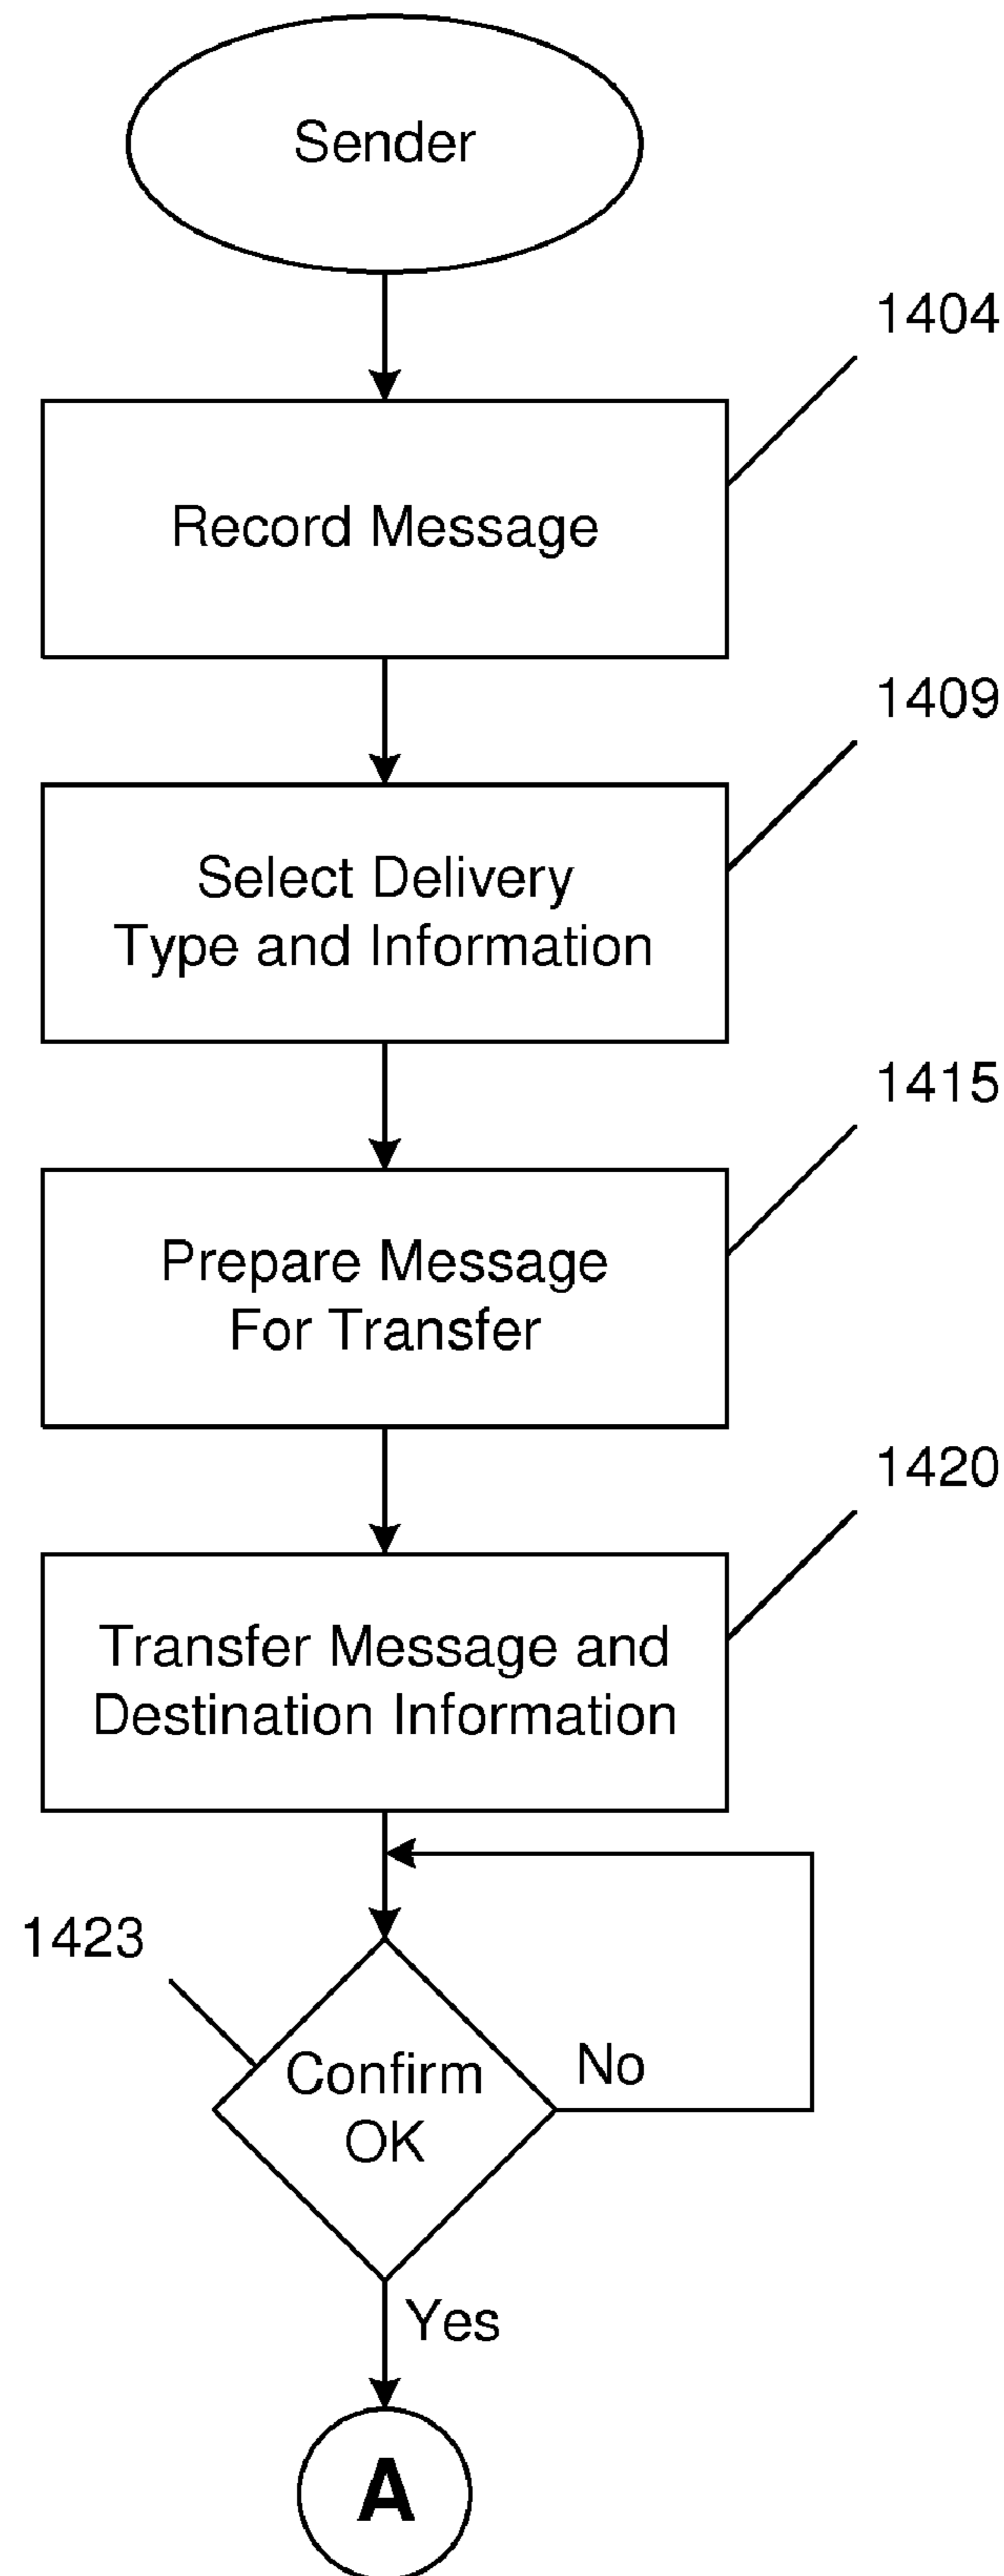 Sender
1404
Record Message
1409
Select Delivery
Type and Information
1415
Prepare Message
For Transfer
1420
Transfer Message and
Destination Information
1423
Confirm
OK
No
Yes
A